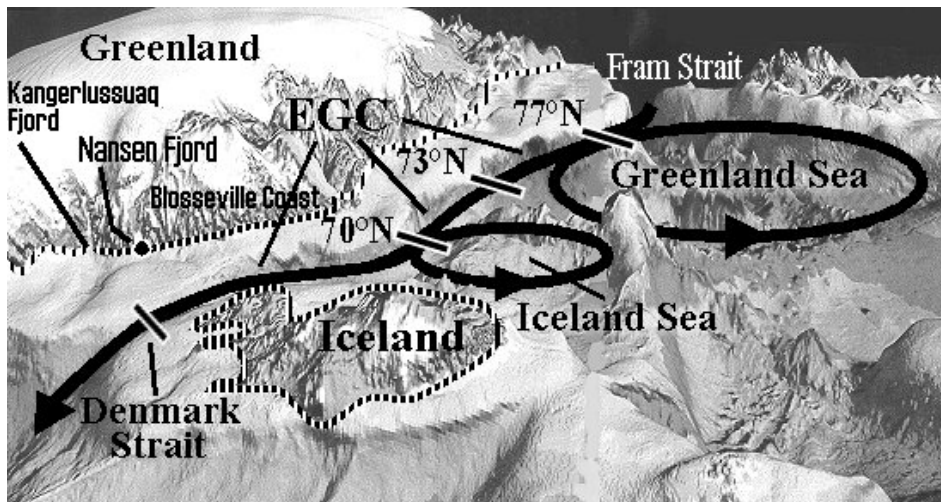 Greenland
Fram Strait
Kangerlussuaq
Fjord
EGC
77°N
Nansen Fjord
73°N
Greenland Sea
Blosseville Coast
70°N
Iceland Sea
Iceland
Denmark
Strait